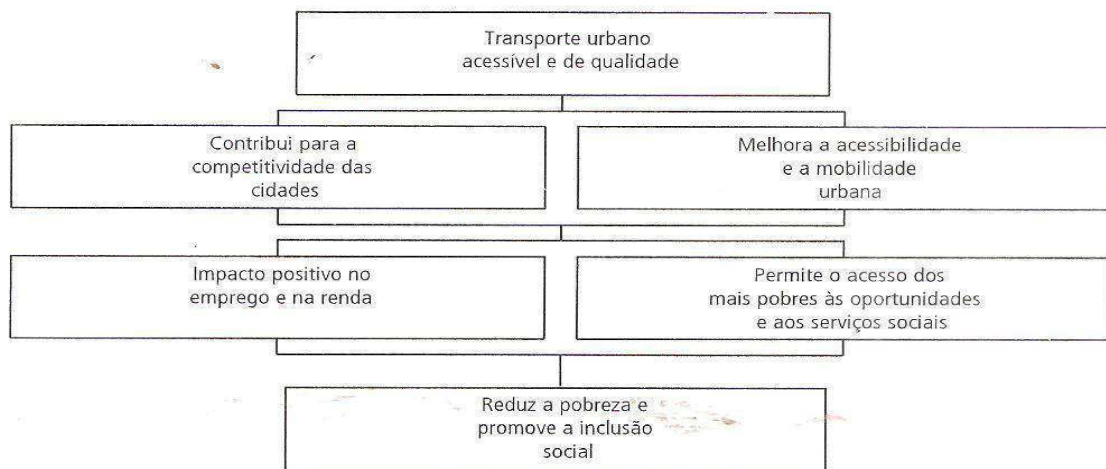 Transporte urbano
acessível e de qualidade
Contribui para a
competitividade das
cidades
Melhora a acessibilidade
e a mobilidade
urbana
Impacto positivo no
emprego e na renda
Permite o acesso dos
mais pobres às oportunidades
e aos serviços sociais
Reduz a pobreza e
promove a inclusão
social